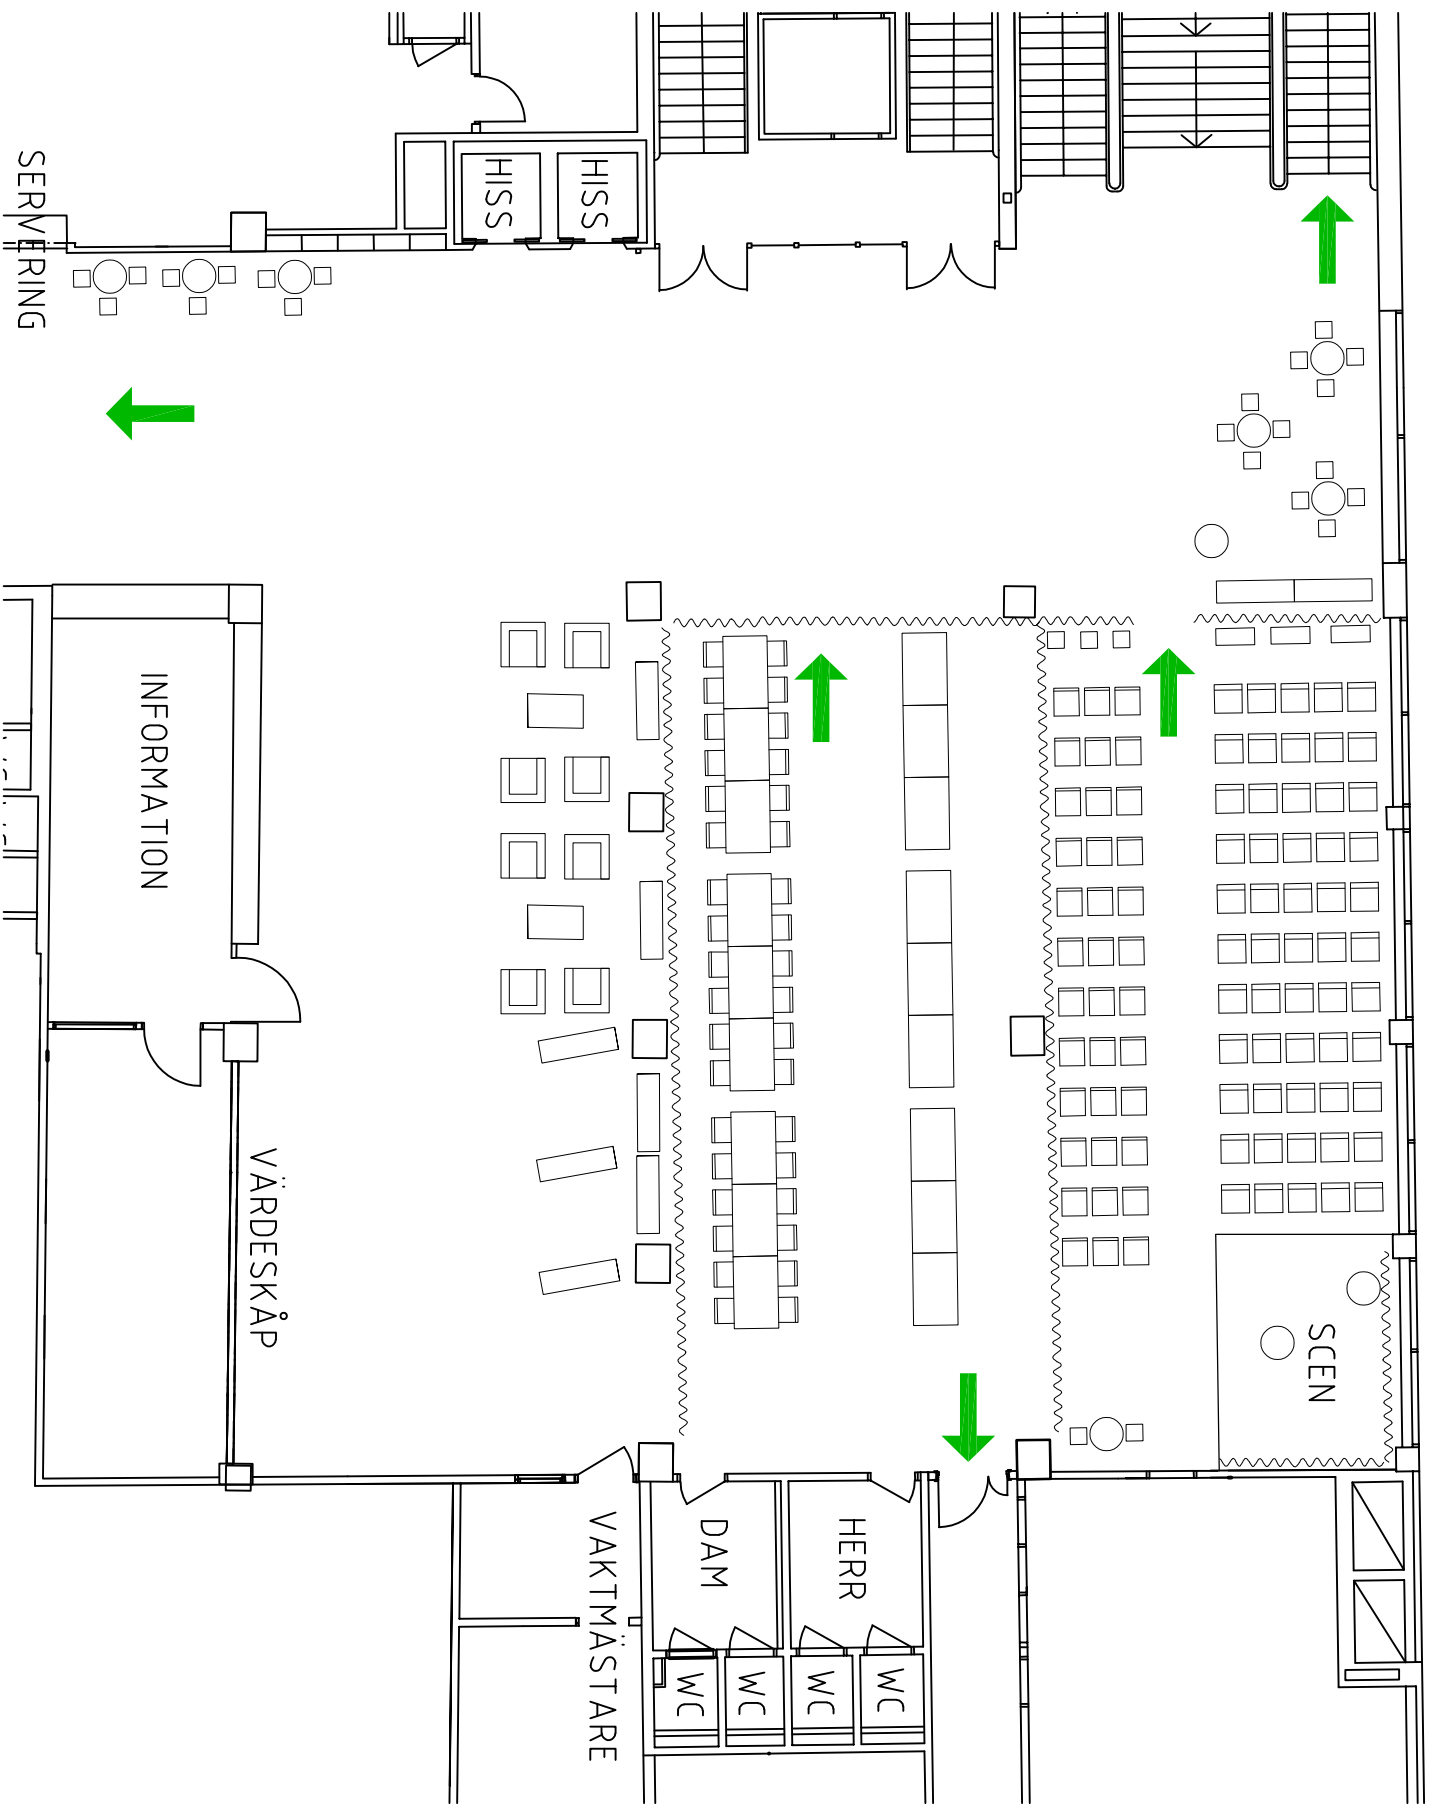 SERVERING
HISS
HISS
INFORMATION
VÄRDESKÅP
SCEN
VAKTMÄSTARE
DAM
HERR
WC
WC
WC
WC